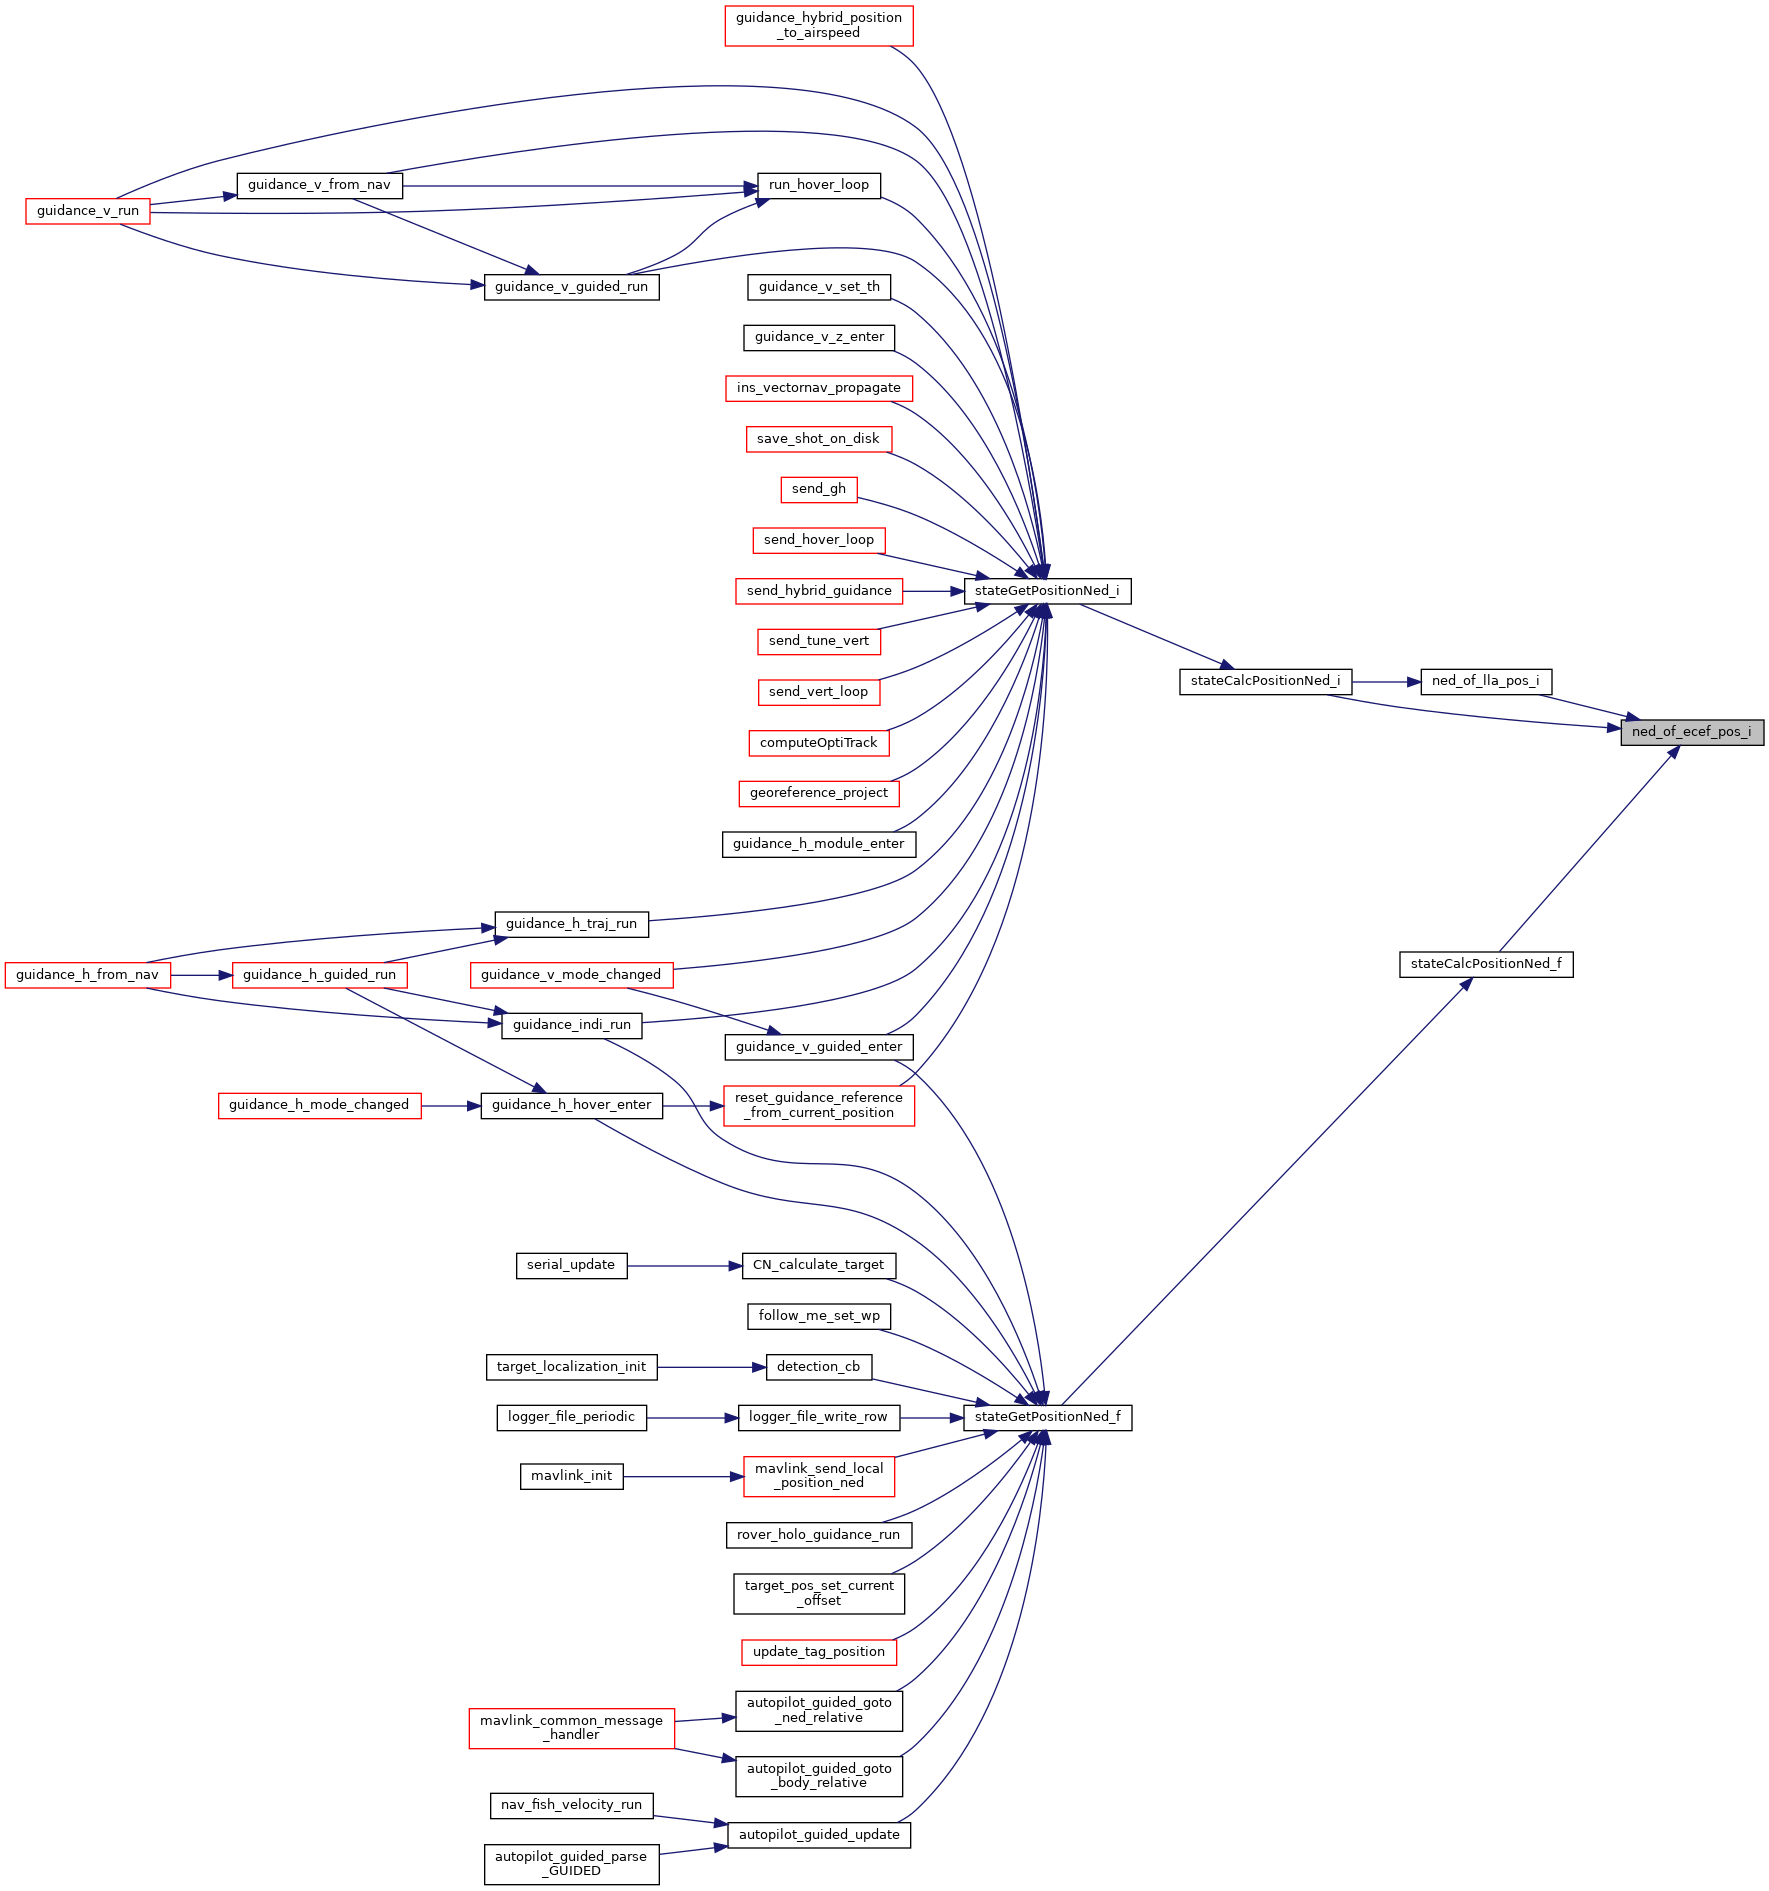 guidance_hybrid_position
_to_airspeed
guidance_v_from_nav
run_hover_loop
guidance_v_run
guidance_v_guided_run
guidance_v_set_th
guidance_v_z_enter
ins_vectornav_propagate
save_shot_on_disk
send_gh
send_hover_loop
send_hybrid_guidance
stateGetPositionNed_i
send_tune_vert
send_vert_loop
stateCalcPositionNed_i
ned_of_lla_pos_i
ned_of_ecef_pos_i
computeOptiTrack
georeference_project
guidance_h_module_enter
guidance_h_traj_run
guidance_h_from_nav
guidance_h_guided_run
guidance_v_mode_changed
stateCalcPositionNed_f
guidance_indi_run
guidance_v_guided_enter
guidance_h_mode_changed
guidance_h_hover_enter
reset_guidance_reference
_from_current_position
serial_update
CN_calculate_target
follow_me_set_wp
target_localization_init
detection_cb
logger_file_periodic
logger_file_write_row
stateGetPositionNed_f
mavlink_init
mavlink_send_local
_position_ned
rover_holo_guidance_run
target_pos_set_current
_offset
update_tag_position
autopilot_guided_goto
_ned_relative
mavlink_common_message
_handler
autopilot_guided_goto
_body_relative
nav_fish_velocity_run
autopilot_guided_update
autopilot_guided_parse
_GUIDED